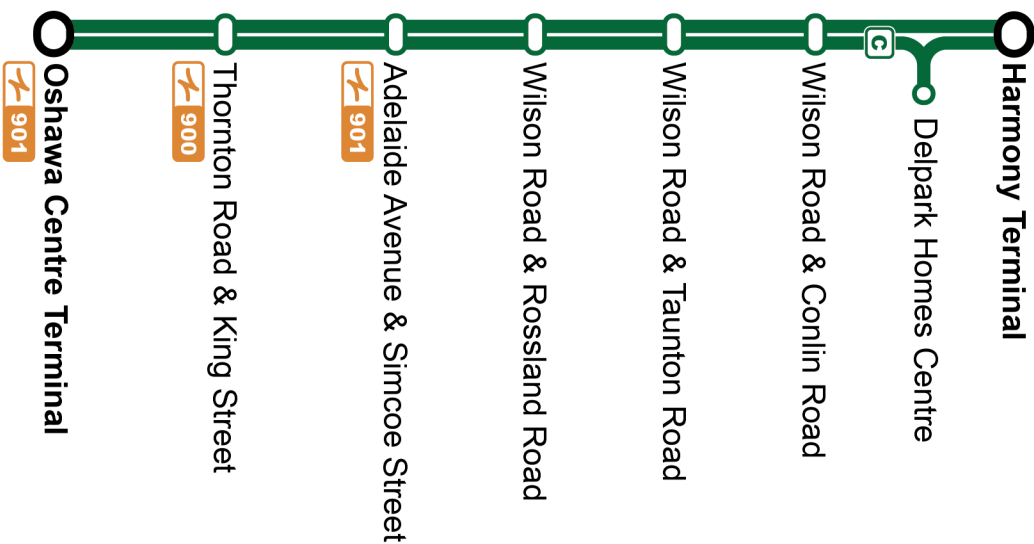 Harmony Terminal
Delpark Homes Centre
C
Wilson Road & Conlin Road
Wilson Road & Taunton Road
Wilson Road & Rossland Road
Adelaide Avenue & Simcoe Street
901
Thornton Road & King Street
900
Oshawa Centre Terminal
901